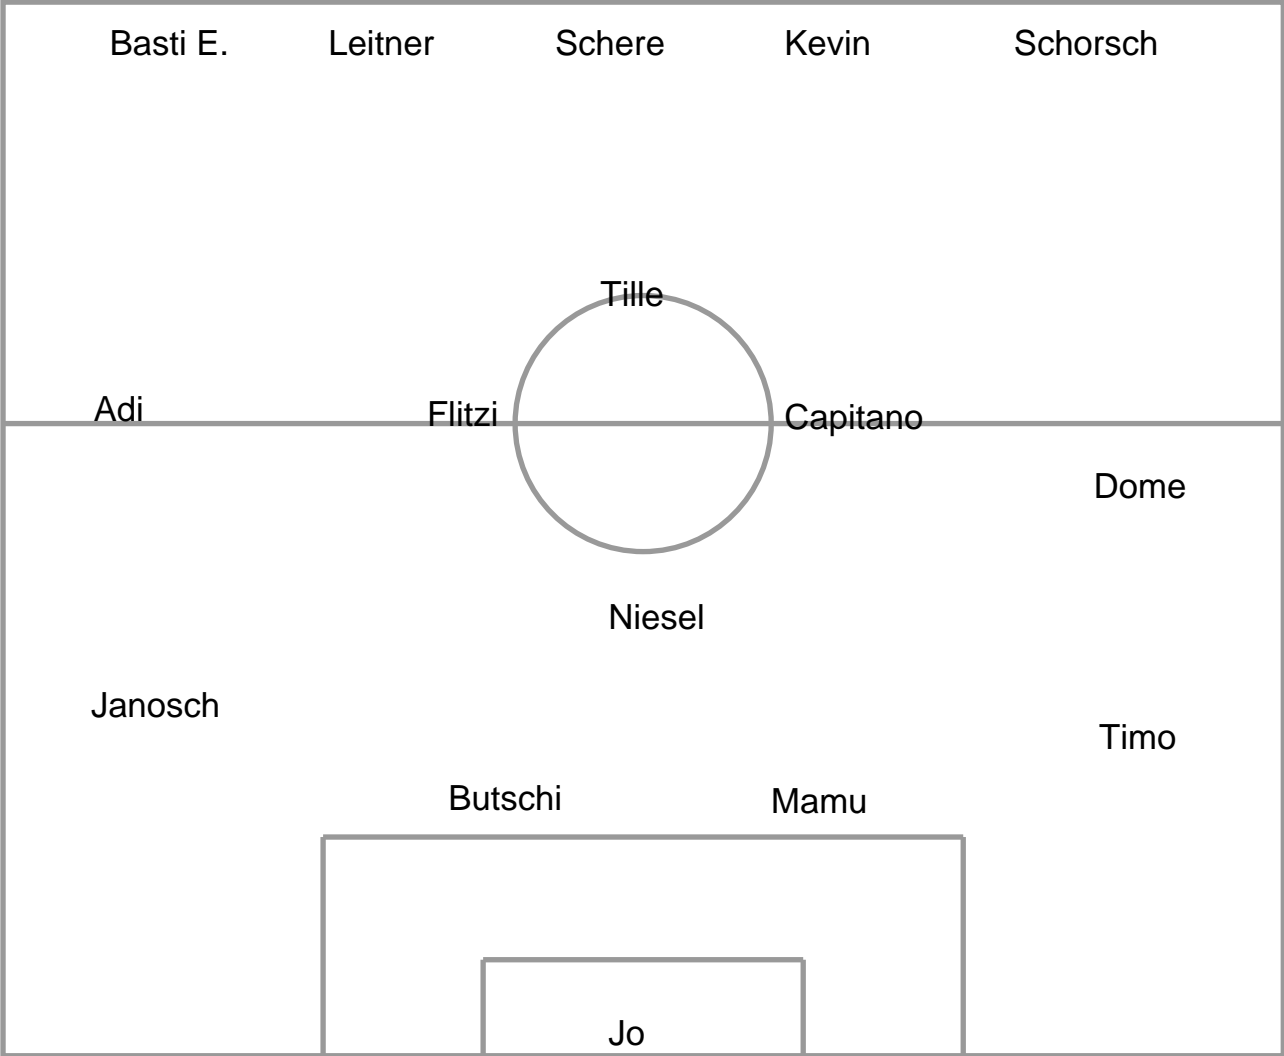 Basti E. Leitner Schere Kevin Schorsch
Tille
Adi Flitzi Capitano
Dome
Niesel
Janosch
Timo
Butschi Mamu
Jo